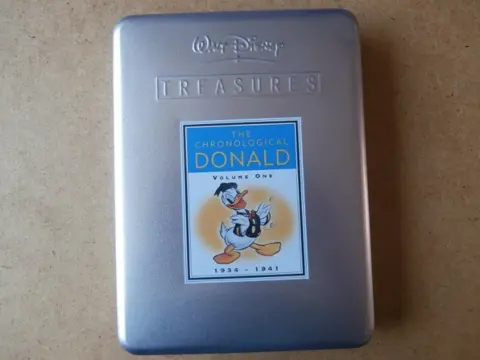 Walt Disney
TREASURES
THE
CHRONOLOGICAL
DONALD
VOLUME ONE
1934 - 1941